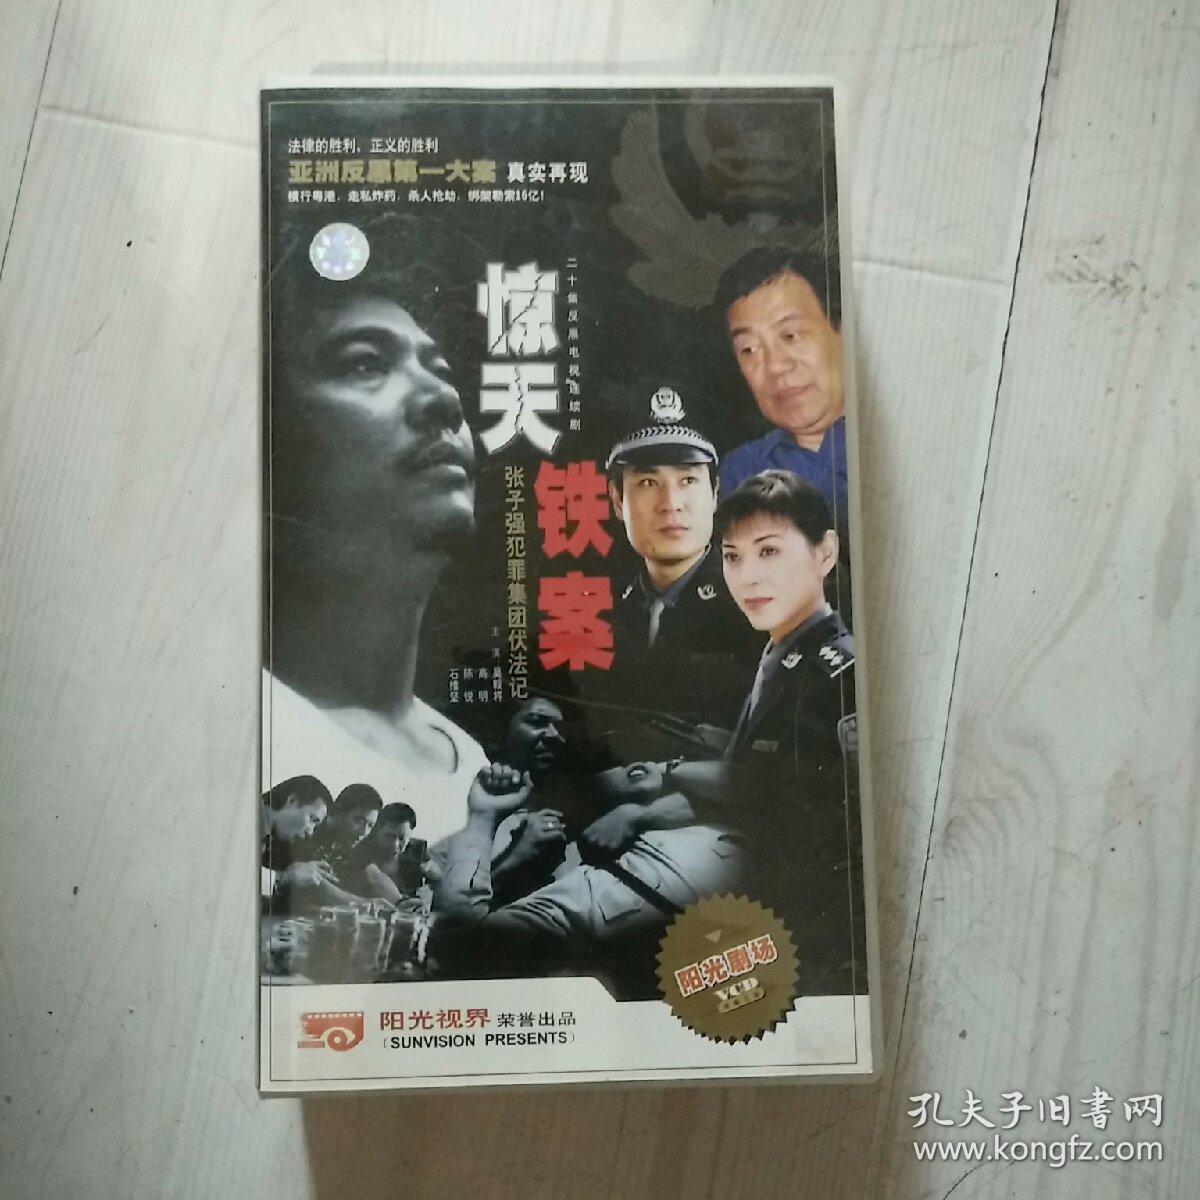 法律的胜利、正义的胜利
亚洲反黑第一大案 真实再现
横行粤港，走私炸药，杀人抢劫，绑架勒索16亿！
二十集反黑电视连续剧
惊天
铁案
张子强犯罪集团伏法记
主演
吴毅将
高明
陈锐
石维坚
阳光剧场
阳光视界 荣誉出品
(SUNVISION PRESENTS)
孔夫子旧書网
www.kongfz.com